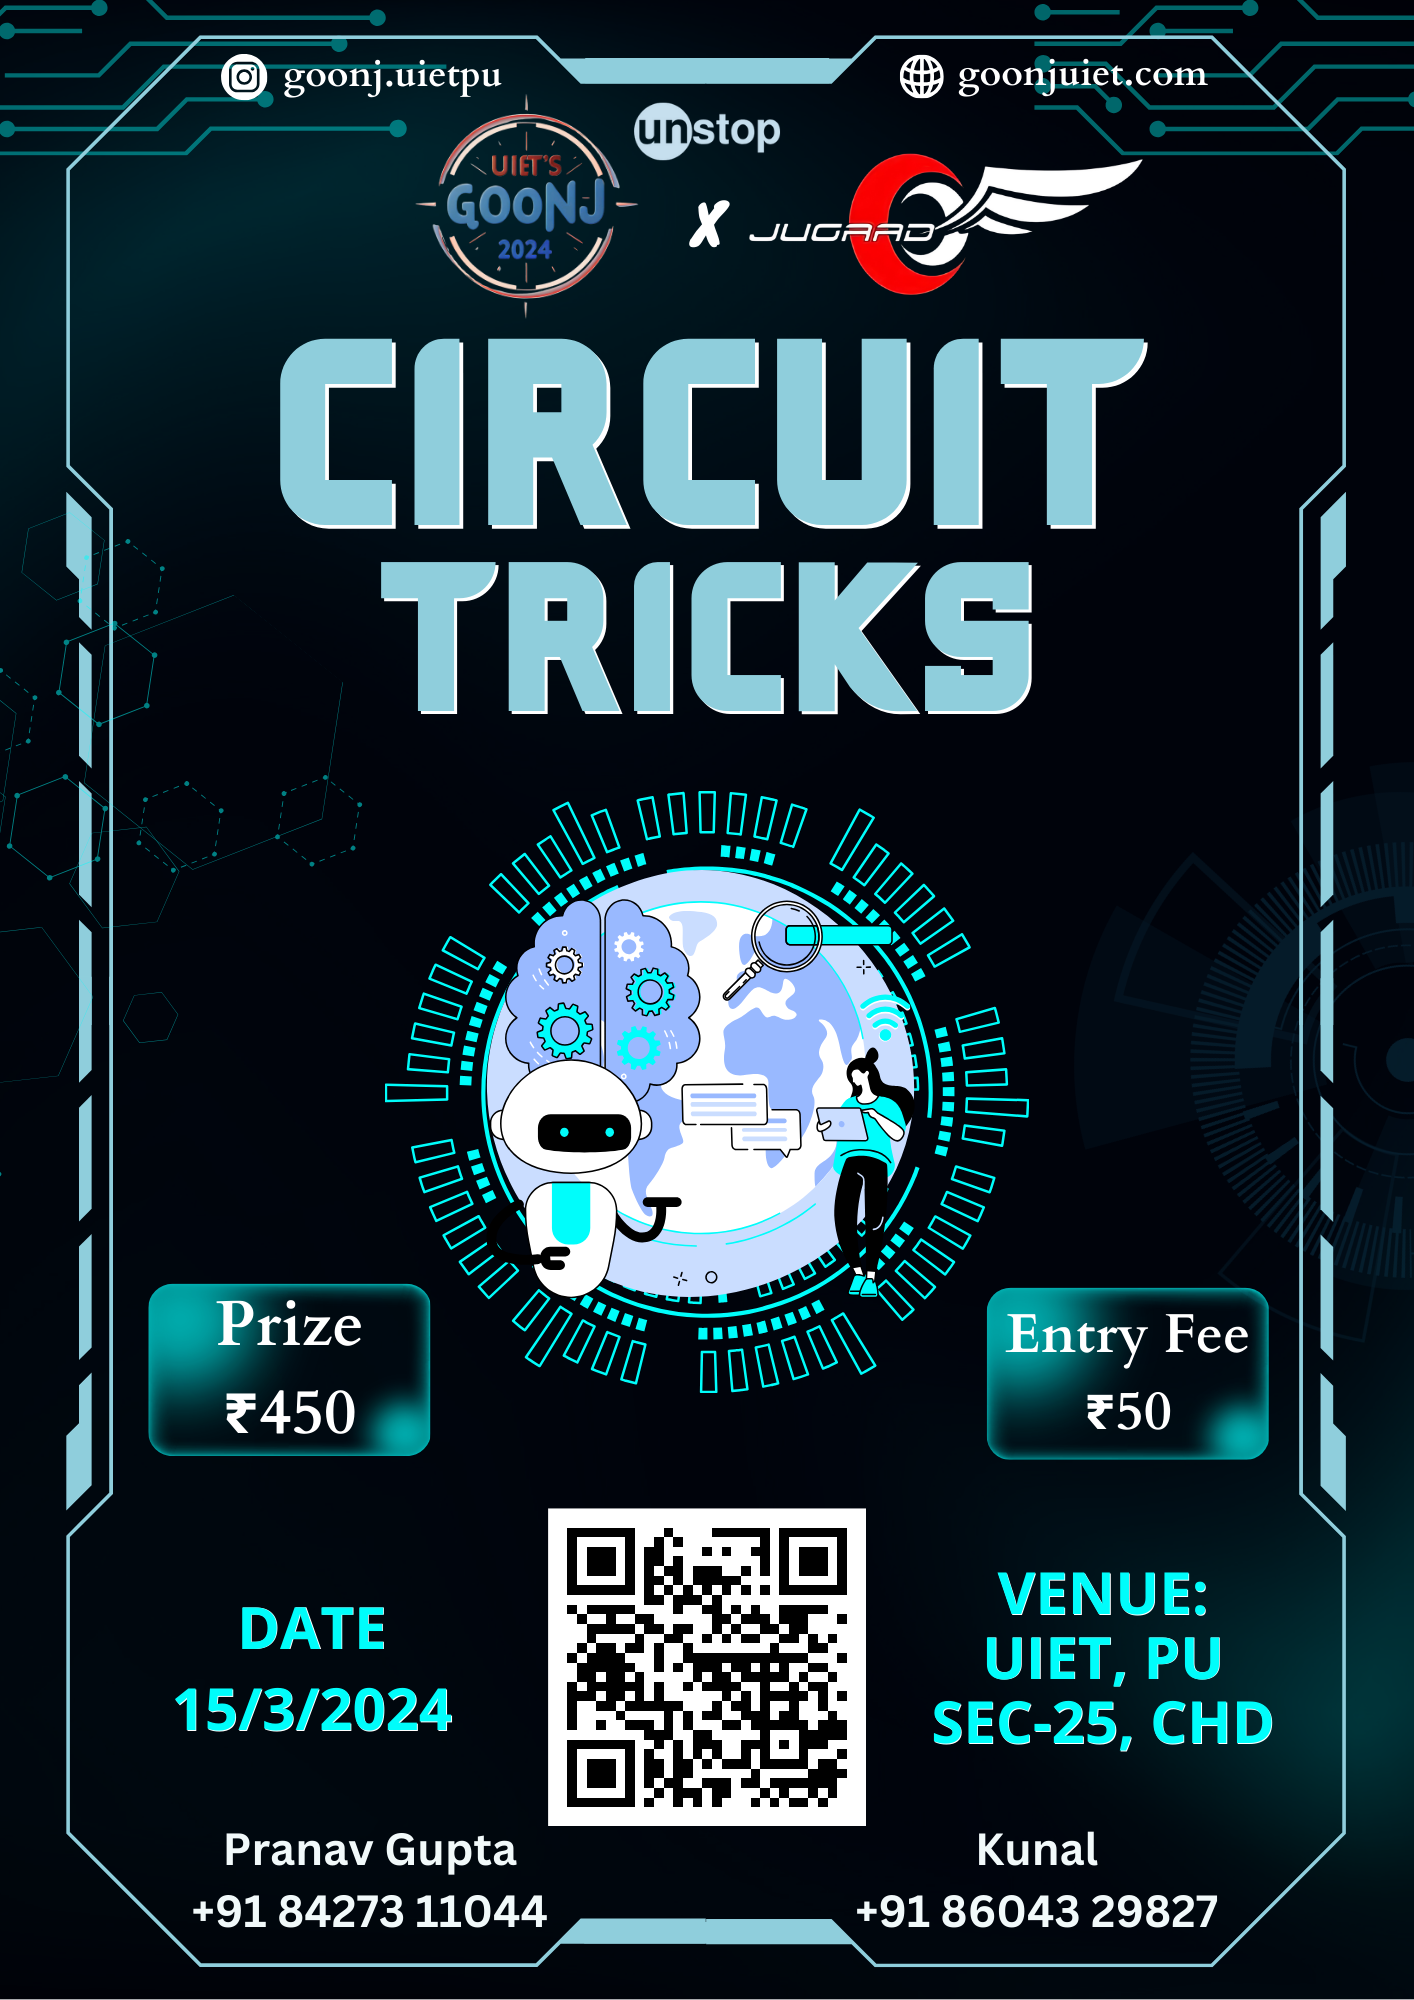 goonj.uietpu
goonjuiet.com
unstop
UIET'S
GOONJ
2024
X
JUGAAD
CIRCUIT
TRICKS
Prize
₹450
Entry Fee
₹50
DATE
15/3/2024
VENUE:
UIET, PU
SEC-25, CHD
Pranav Gupta
+91 84273 11044
Kunal
+91 86043 29827